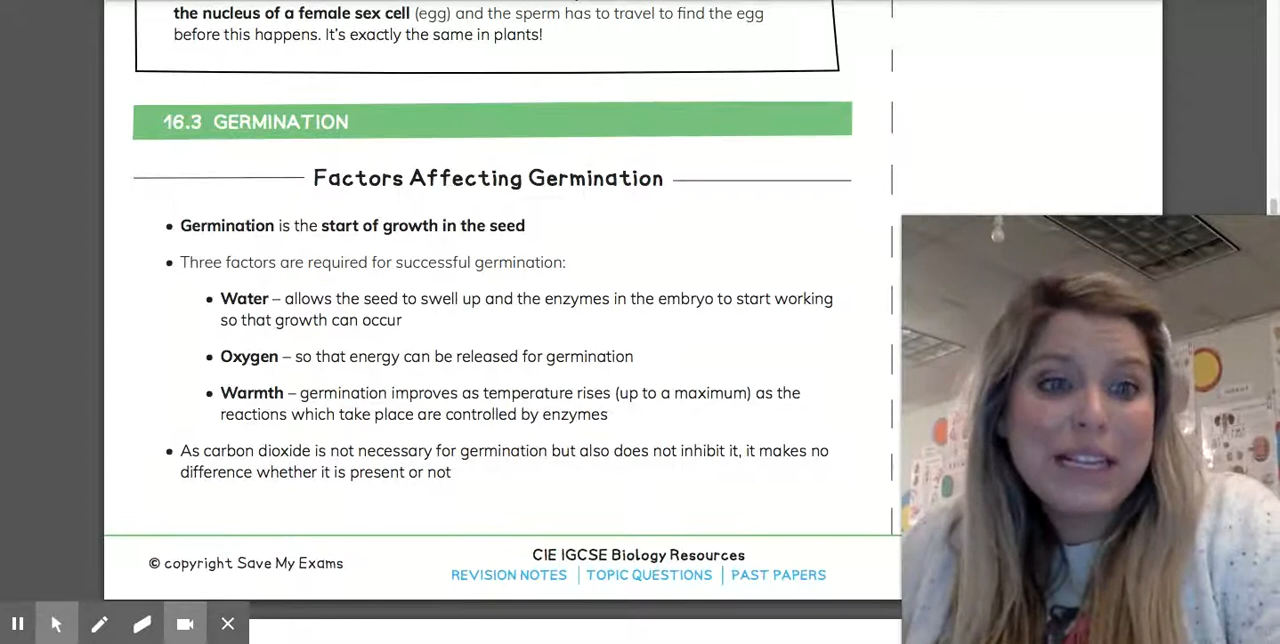 the nucleus of a female sex cell (egg) and the sperm has to travel to find the egg
before this happens. It's exactly the same in plants!
16.3 GERMINATION
Factors Affecting Germination
• Germination is the start of growth in the seed
• Three factors are required for successful germination:
• Water – allows the seed to swell up and the enzymes in the embryo to start working
so that growth can occur
• Oxygen – so that energy can be released for germination
• Warmth – germination improves as temperature rises (up to a maximum) as the
reactions which take place are controlled by enzymes
• As carbon dioxide is not necessary for germination but also does not inhibit it, it makes no
difference whether it is present or not
© copyright Save My Exams
CIE IGCSE Biology Resources
REVISION NOTES | TOPIC QUESTIONS | PAST PAPERS